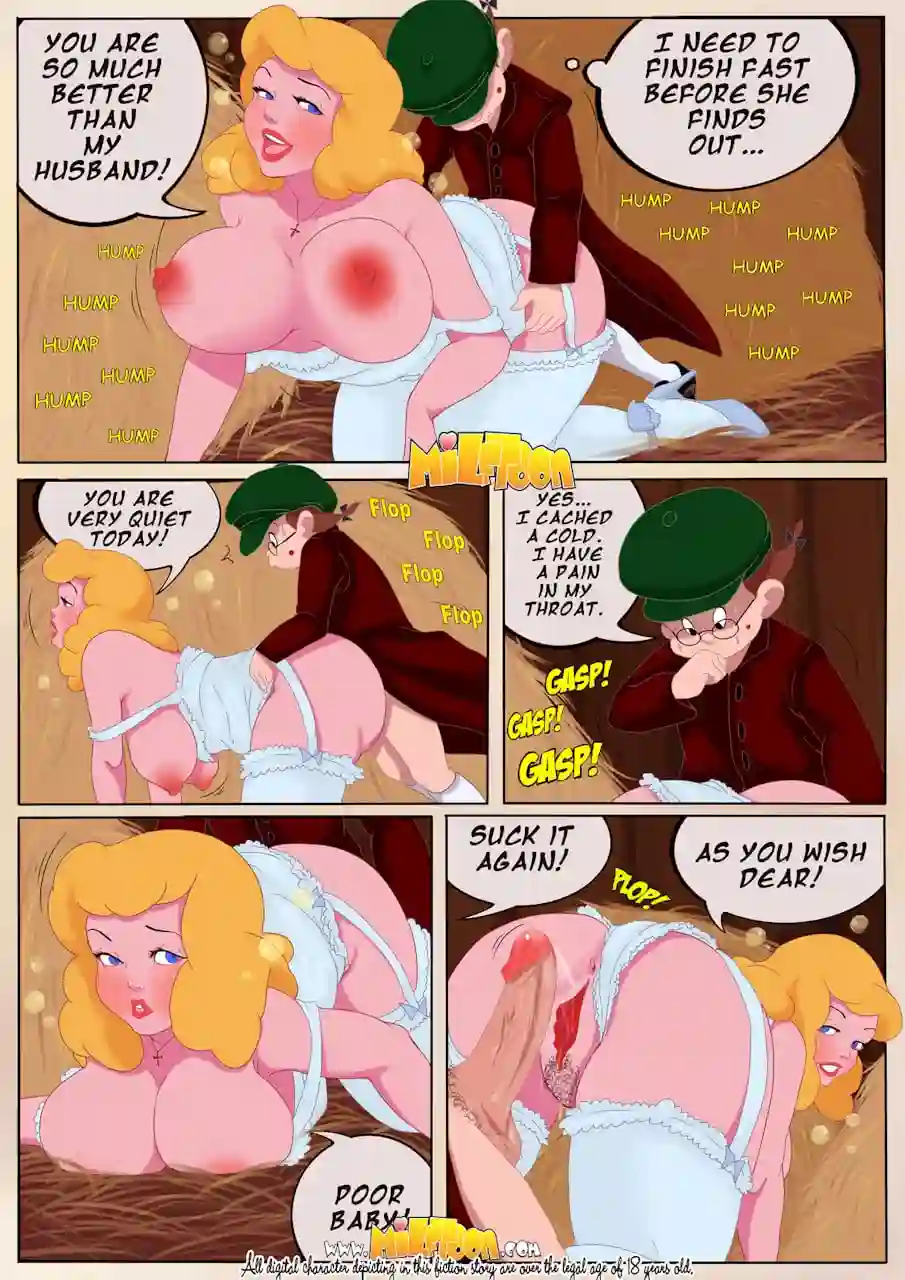 YOU ARE
SO MUCH
BETTER
THAN
MY
HUSBAND!
I NEED TO
FINISH FAST
BEFORE SHE
FINDS
OUT...
HUMP
HUMP
HUMP
HUMP
HUMP
HUMP
HUMP
HUMP
HUMP
HUMP
HUMP
HUMP
HUMP
HUMP
MILFTOON
YOU ARE
VERY QUIET
TODAY!
Flop
Flop
Flop
Flop
YES...
I CACHED
A COLD.
I HAVE
A PAIN
IN MY
THROAT.
GASP!
GASP!
GASP!
POOR
BABY!
SUCK IT
AGAIN!
PLOP!
AS YOU WISH
DEAR!
www.MILFTOON.com
All digital character depicting in this fiction story are over the legal age of 18 years old.